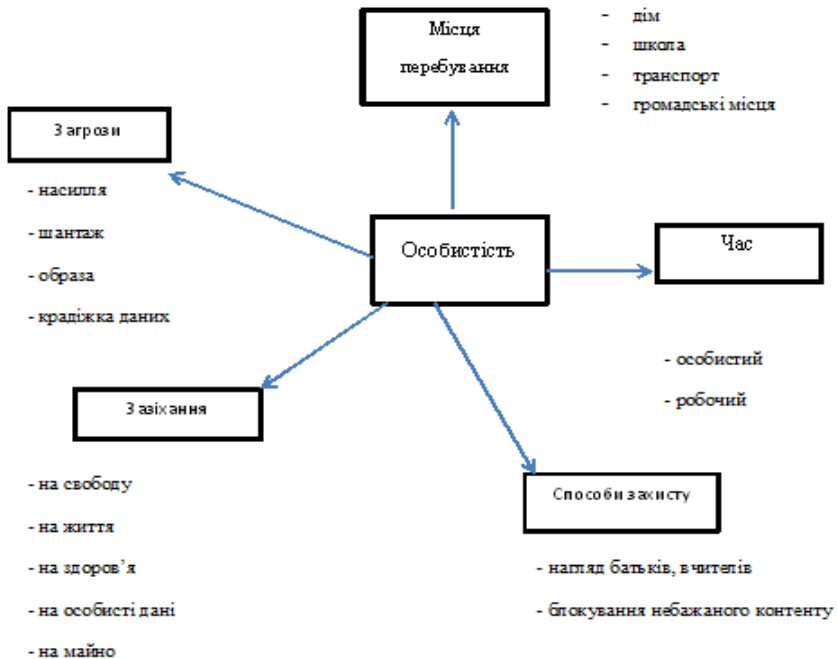 Місця
перебування
- дім
- школа
- транспорт
- громадські місця
Загрози
- насилля
- шантаж
- образа
- крадіжка даних
Особистість
Час
- особистий
- робочий
Зазіхання
- на свободу
- на життя
- на здоров’я
- на особисті дані
- на майно
Способи захисту
- нагляд батьків, вчителів
- блокування небажаного контенту